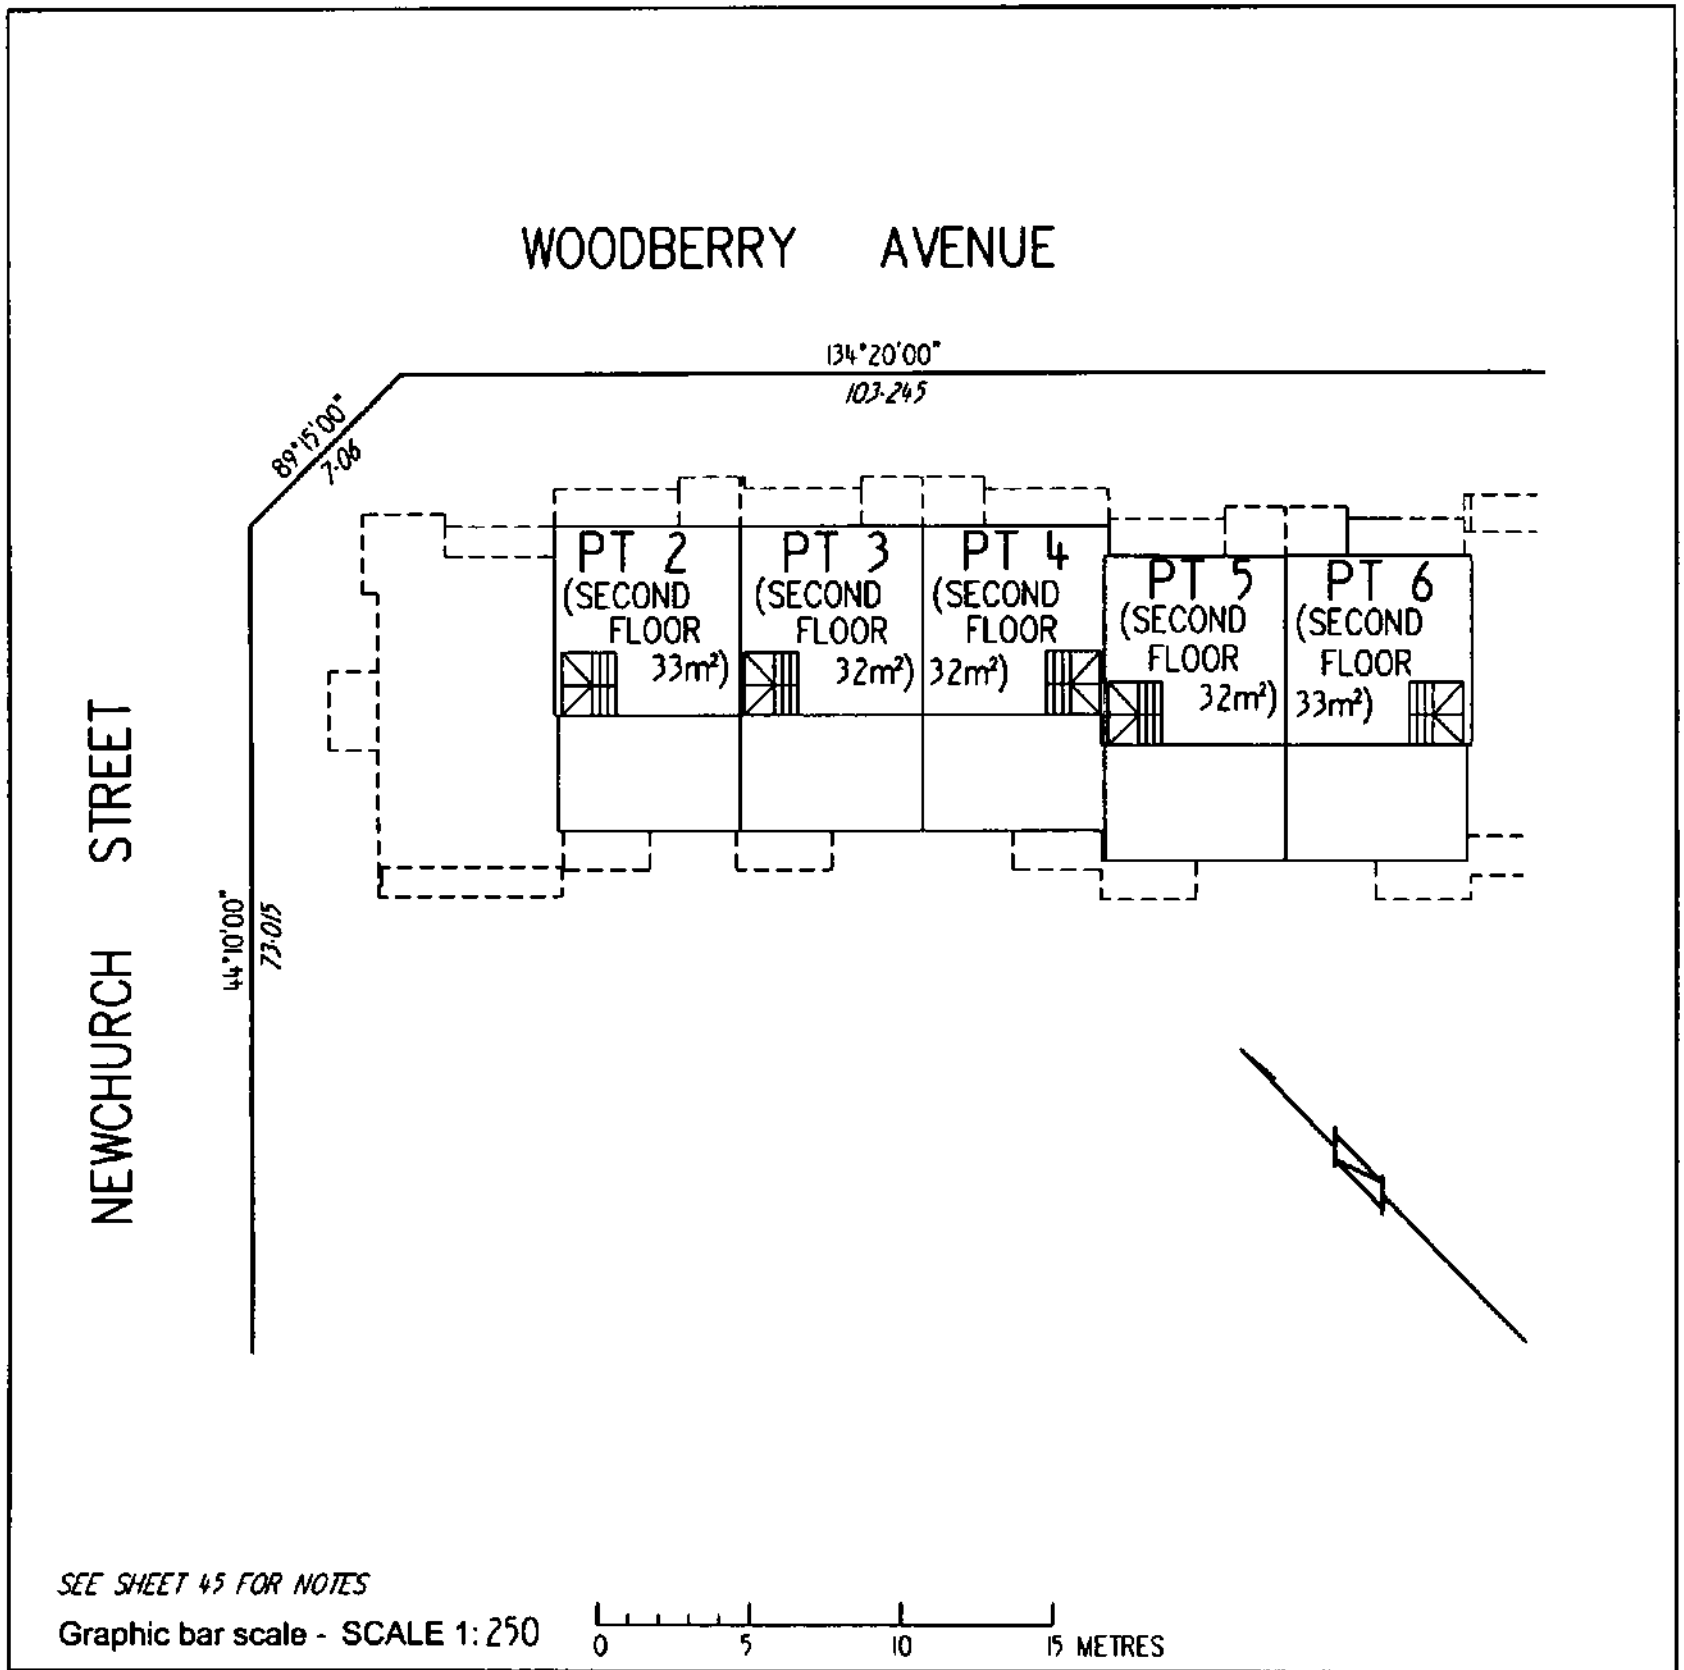 WOODBERRY AVENUE
134°20'00"
103·245
89°15'00"
7·06
PT 2
(SECOND
FLOOR
33m²)
PT 3
(SECOND
FLOOR
32m²)
PT 4
(SECOND
FLOOR
32m²)
PT 5
(SECOND
FLOOR
32m²)
PT 6
(SECOND
FLOOR
33m²)
NEWCHURCH STREET
44°10'00"
73·015
N
SEE SHEET 45 FOR NOTES
Graphic bar scale - SCALE 1: 250
0 5 10 15 METRES